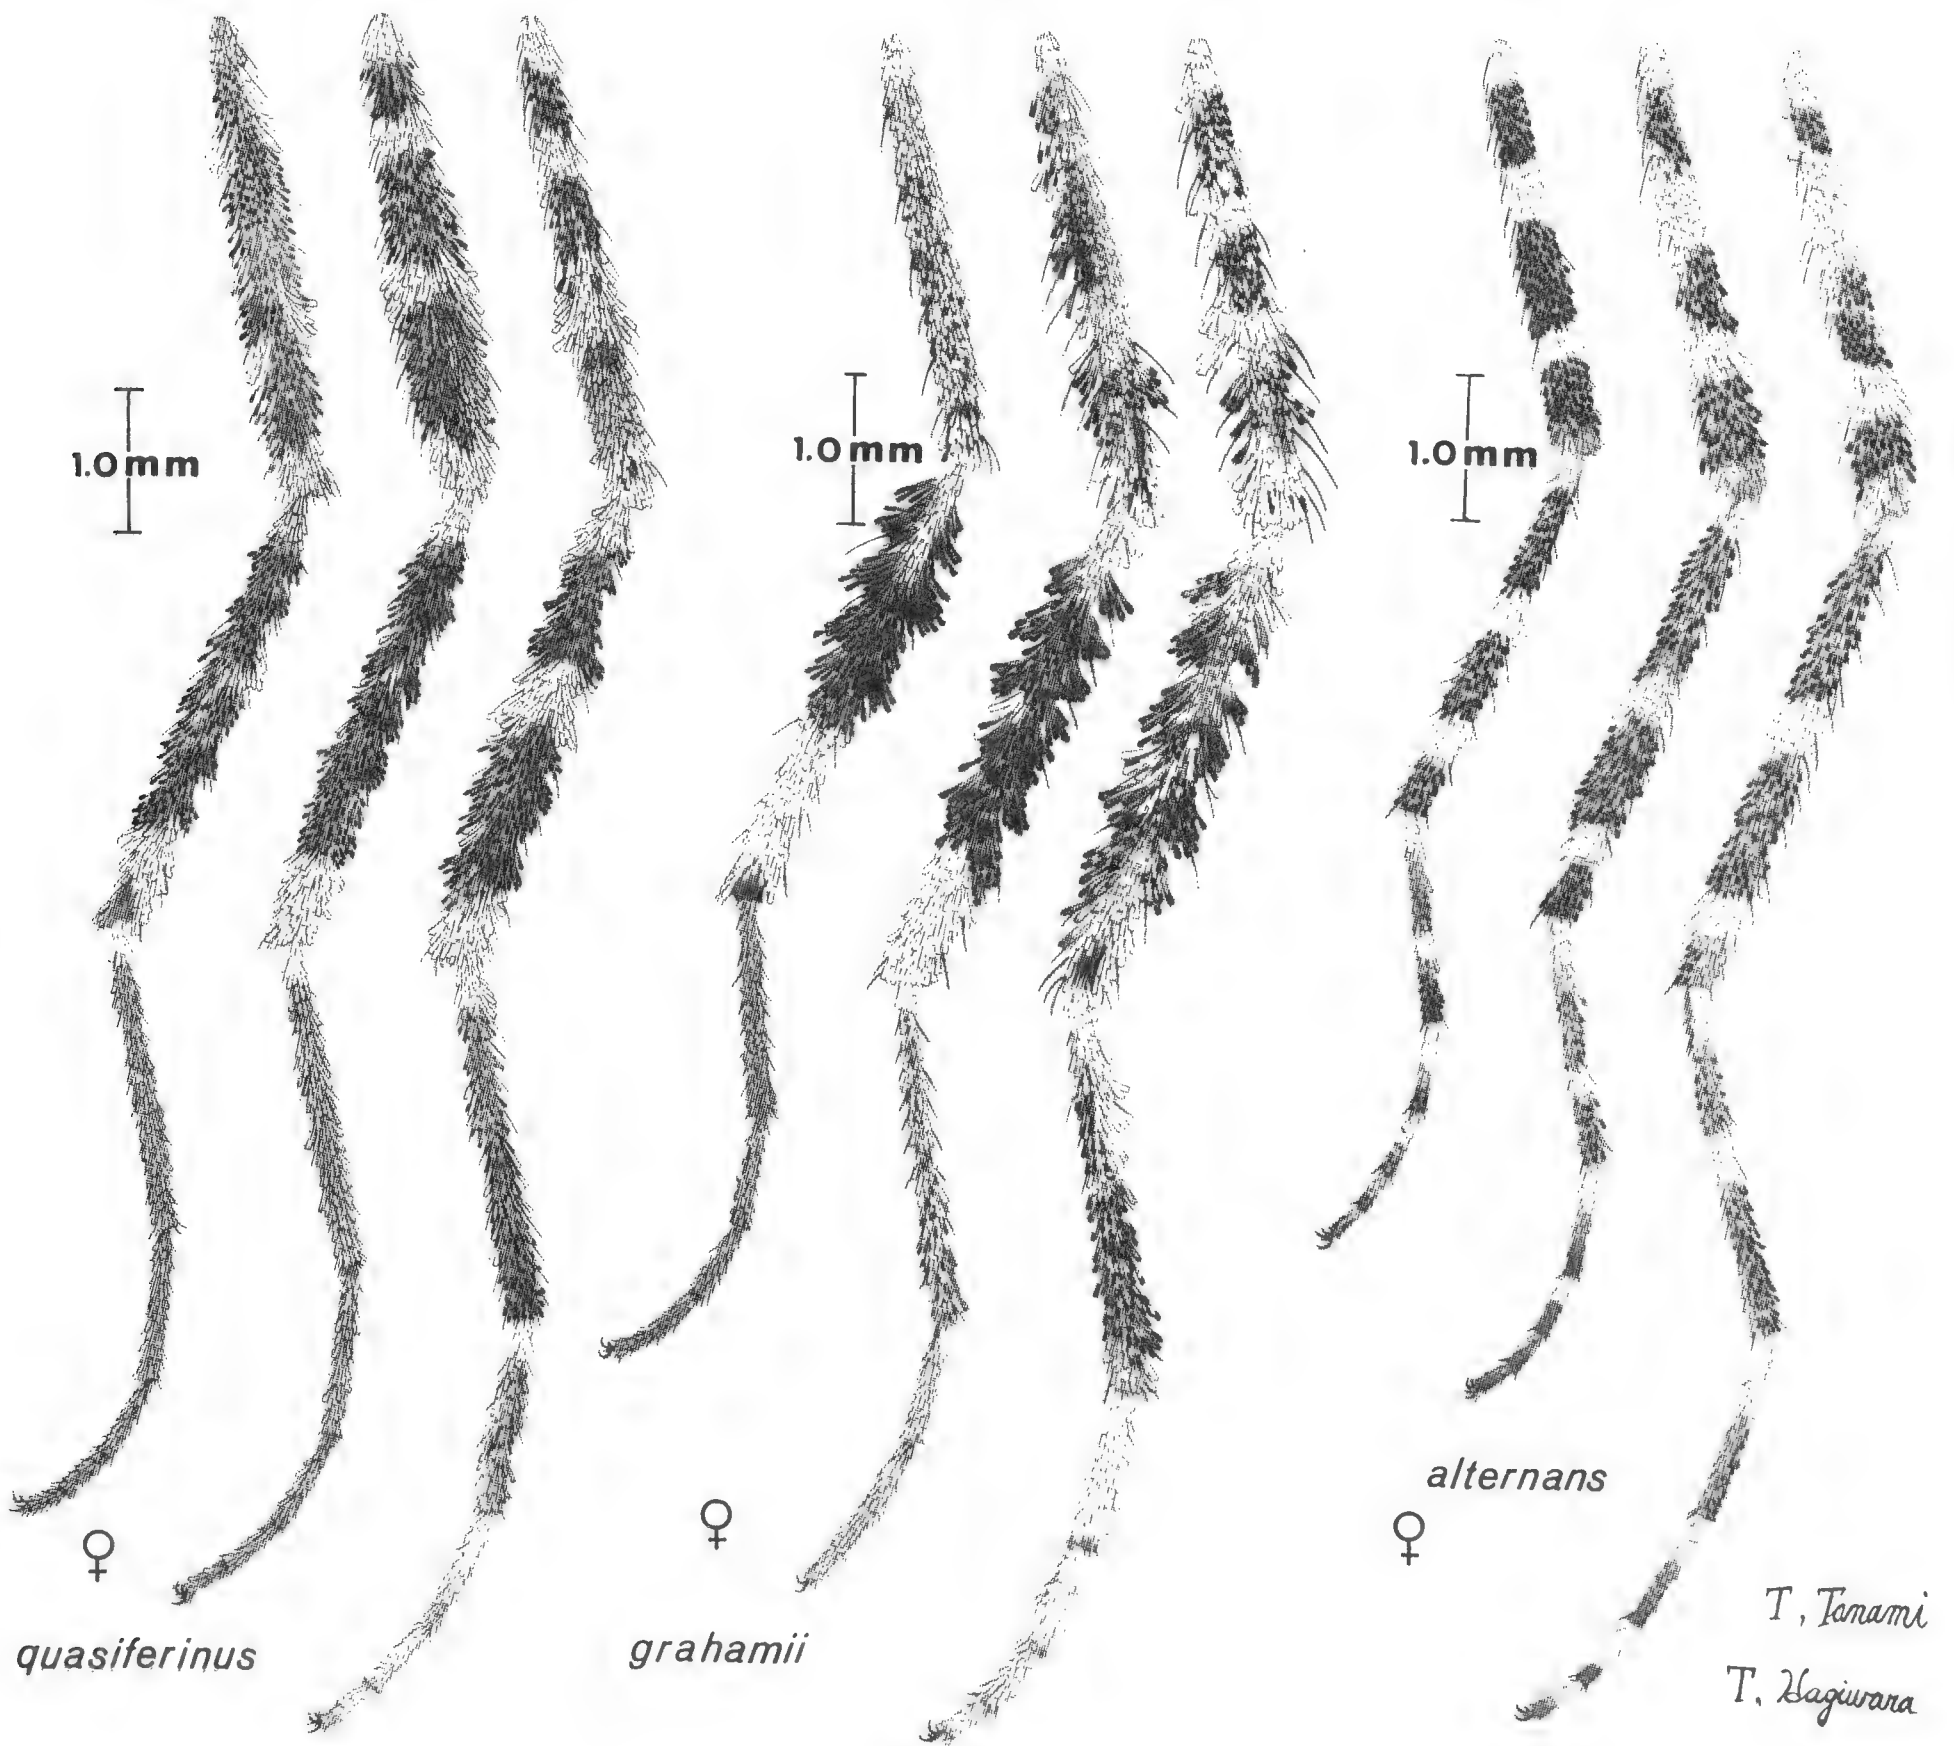 1.0mm
1.0mm
1.0mm
♀
quasiferinus
♀
grahamii
alternans
♀
T. Tanami
T. Hagiwara